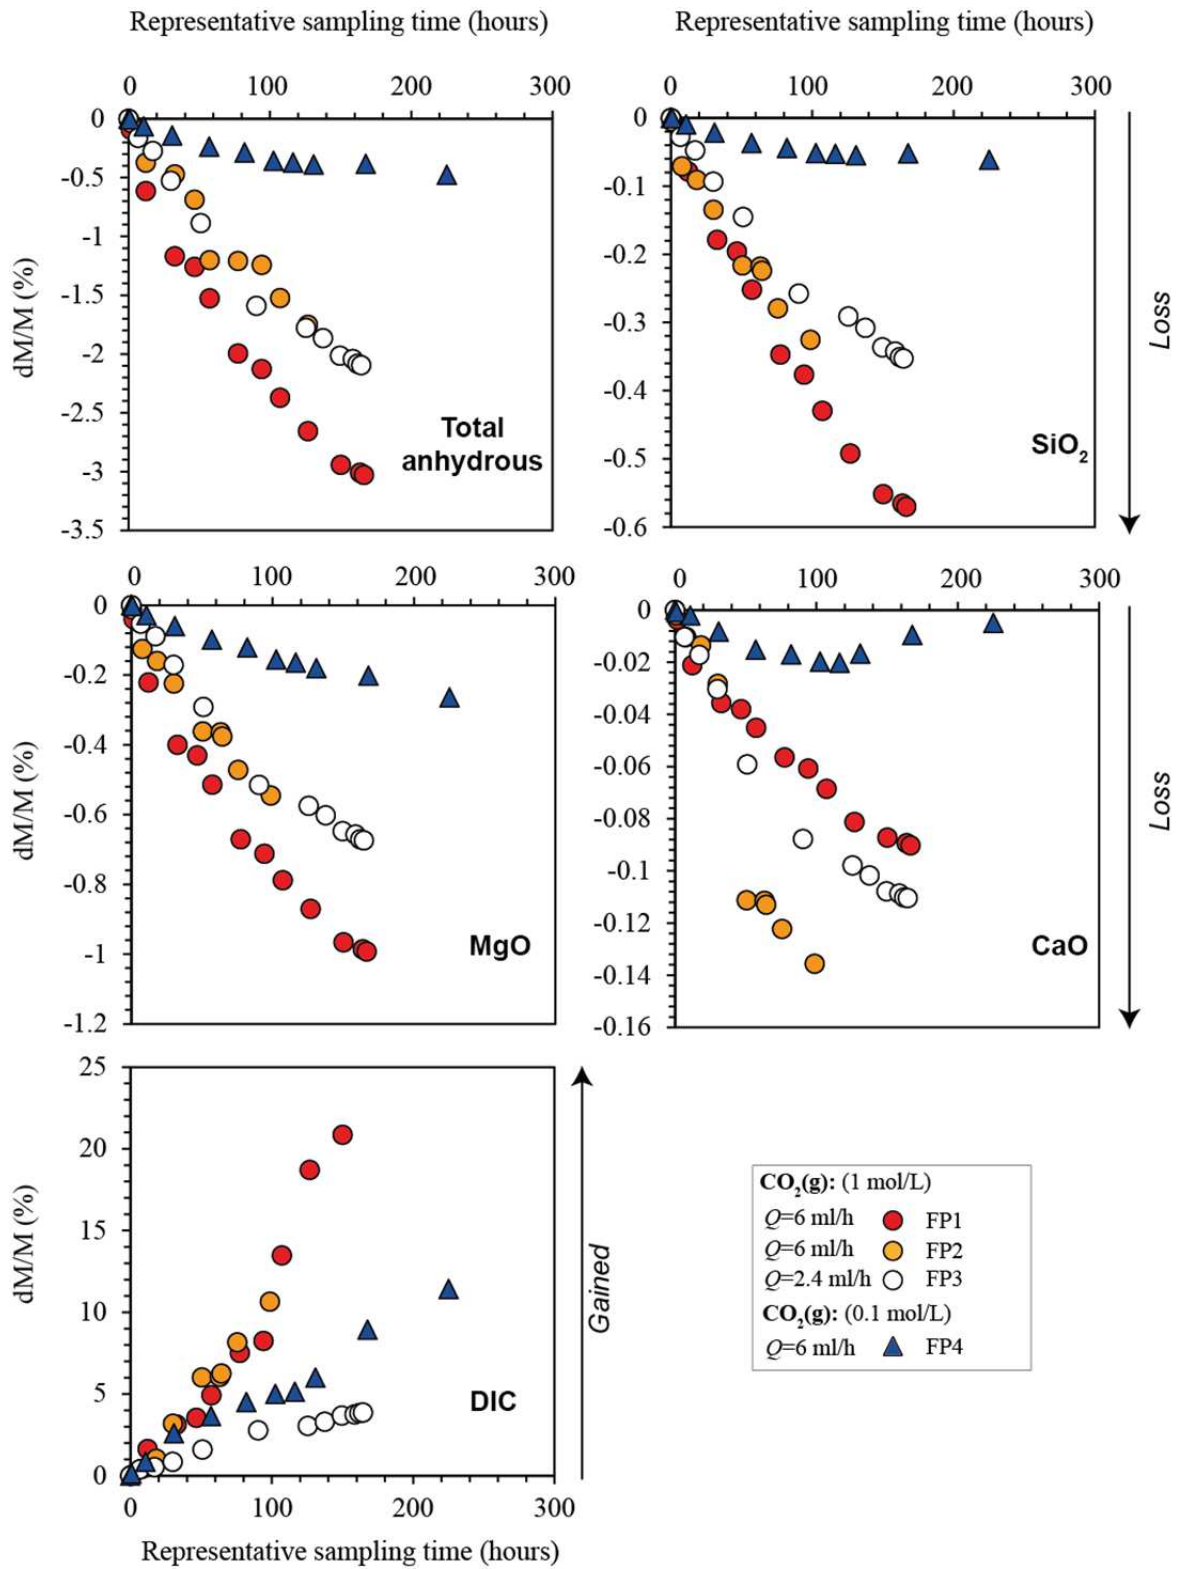 Representative sampling time (hours)
Representative sampling time (hours)
0 100 200 300
0 100 200 300
0
-0.5
-1
-1.5
-2
-2.5
-3
-3.5
dM/M (%)
Total
anhydrous
0
-0.1
-0.2
-0.3
-0.4
-0.5
-0.6
SiO₂
Loss
0 100 200 300
0 100 200 300
0
-0.2
-0.4
-0.6
-0.8
-1
-1.2
dM/M (%)
MgO
0
-0.02
-0.04
-0.06
-0.08
-0.1
-0.12
-0.14
-0.16
CaO
Loss
25
20
15
10
5
0
dM/M (%)
DIC
Gained
0 100 200 300
Representative sampling time (hours)
CO₂(g): (1 mol/L)
Q=6 ml/h FP1
Q=6 ml/h FP2
Q=2.4 ml/h FP3
CO₂(g): (0.1 mol/L)
Q=6 ml/h FP4